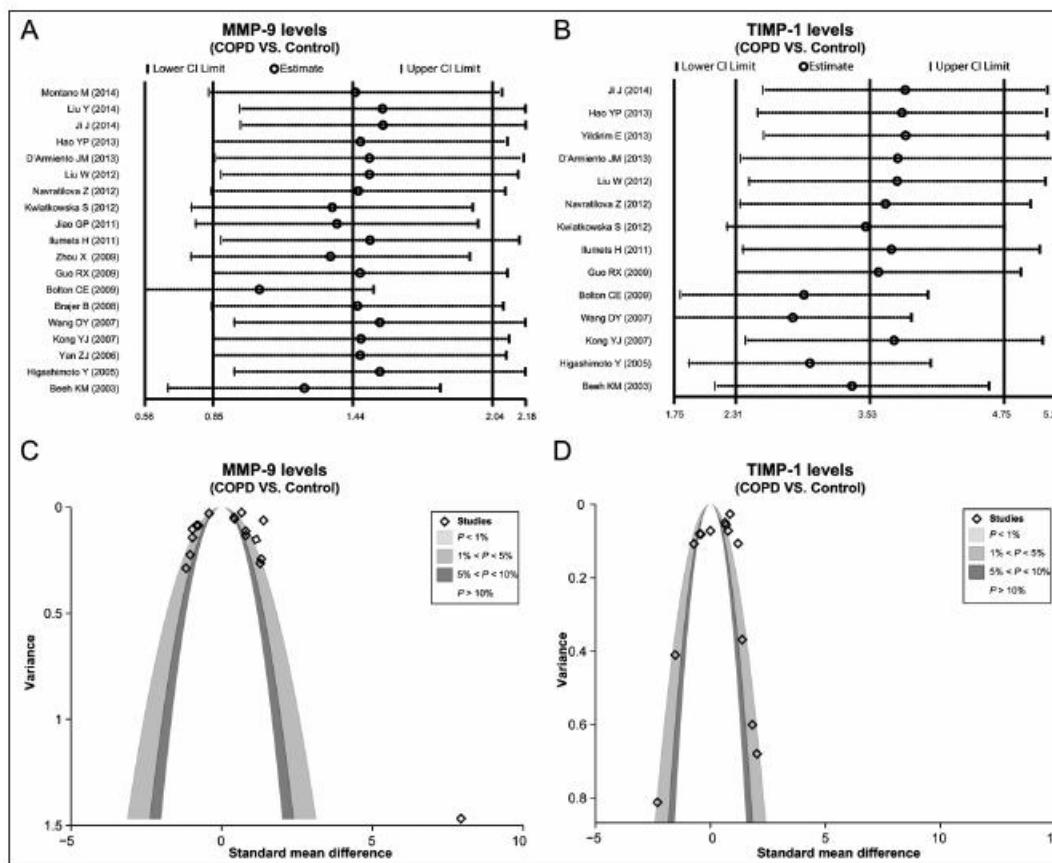 A
MMP-9 levels
(COPD VS. Control)
Lower CI Limit Estimate Upper CI Limit
Montano M (2014)
Liu Y (2014)
Ji J (2014)
Hao YP (2013)
D'Armiento JM (2013)
Liu W (2012)
Navratilova Z (2012)
Kwiatkowska S (2012)
Jiao GP (2011)
Ilumets H (2011)
Zhou X (2009)
Guo RX (2009)
Bolton CE (2009)
Brajer B (2008)
Wang DY (2007)
Kong YJ (2007)
Yan ZJ (2006)
Higashimoto Y (2005)
Beeh KM (2003)
0.56 0.85 1.44 2.04 2.18
B
TIMP-1 levels
(COPD VS. Control)
Lower CI Limit Estimate Upper CI Limit
Ji J (2014)
Hao YP (2013)
Yildirim E (2013)
D'Armiento JM (2013)
Liu W (2012)
Navratilova Z (2012)
Kwiatkowska S (2012)
Ilumets H (2011)
Guo RX (2009)
Bolton CE (2009)
Wang DY (2007)
Kong YJ (2007)
Higashimoto Y (2005)
Beeh KM (2003)
1.75 2.31 3.53 4.75
C
MMP-9 levels
(COPD VS. Control)
Studies
P < 1%
1% < P < 5%
5% < P < 10%
P > 10%
Variance
0
0.5
1
1.5
−5 0 5 10
Standard mean difference
D
TIMP-1 levels
(COPD VS. Control)
Studies
P < 1%
1% < P < 5%
5% < P < 10%
P > 10%
Variance
0
0.2
0.4
0.6
0.8
−5 0 5 10
Standard mean difference